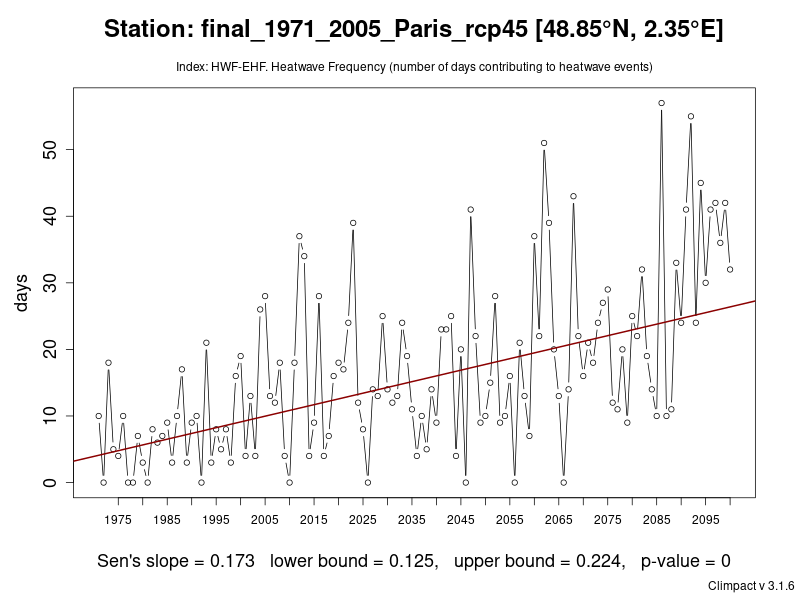 Station: final_1971_2005_Paris_rcp45 [48.85°N, 2.35°E]
Index: HWF-EHF. Heatwave Frequency (number of days contributing to heatwave events)
days
50
40
30
20
10
0
1975 1985 1995 2005 2015 2025 2035 2045 2055 2065 2075 2085 2095
Sen's slope = 0.173 lower bound = 0.125, upper bound = 0.224, p-value = 0
Climpact v 3.1.6